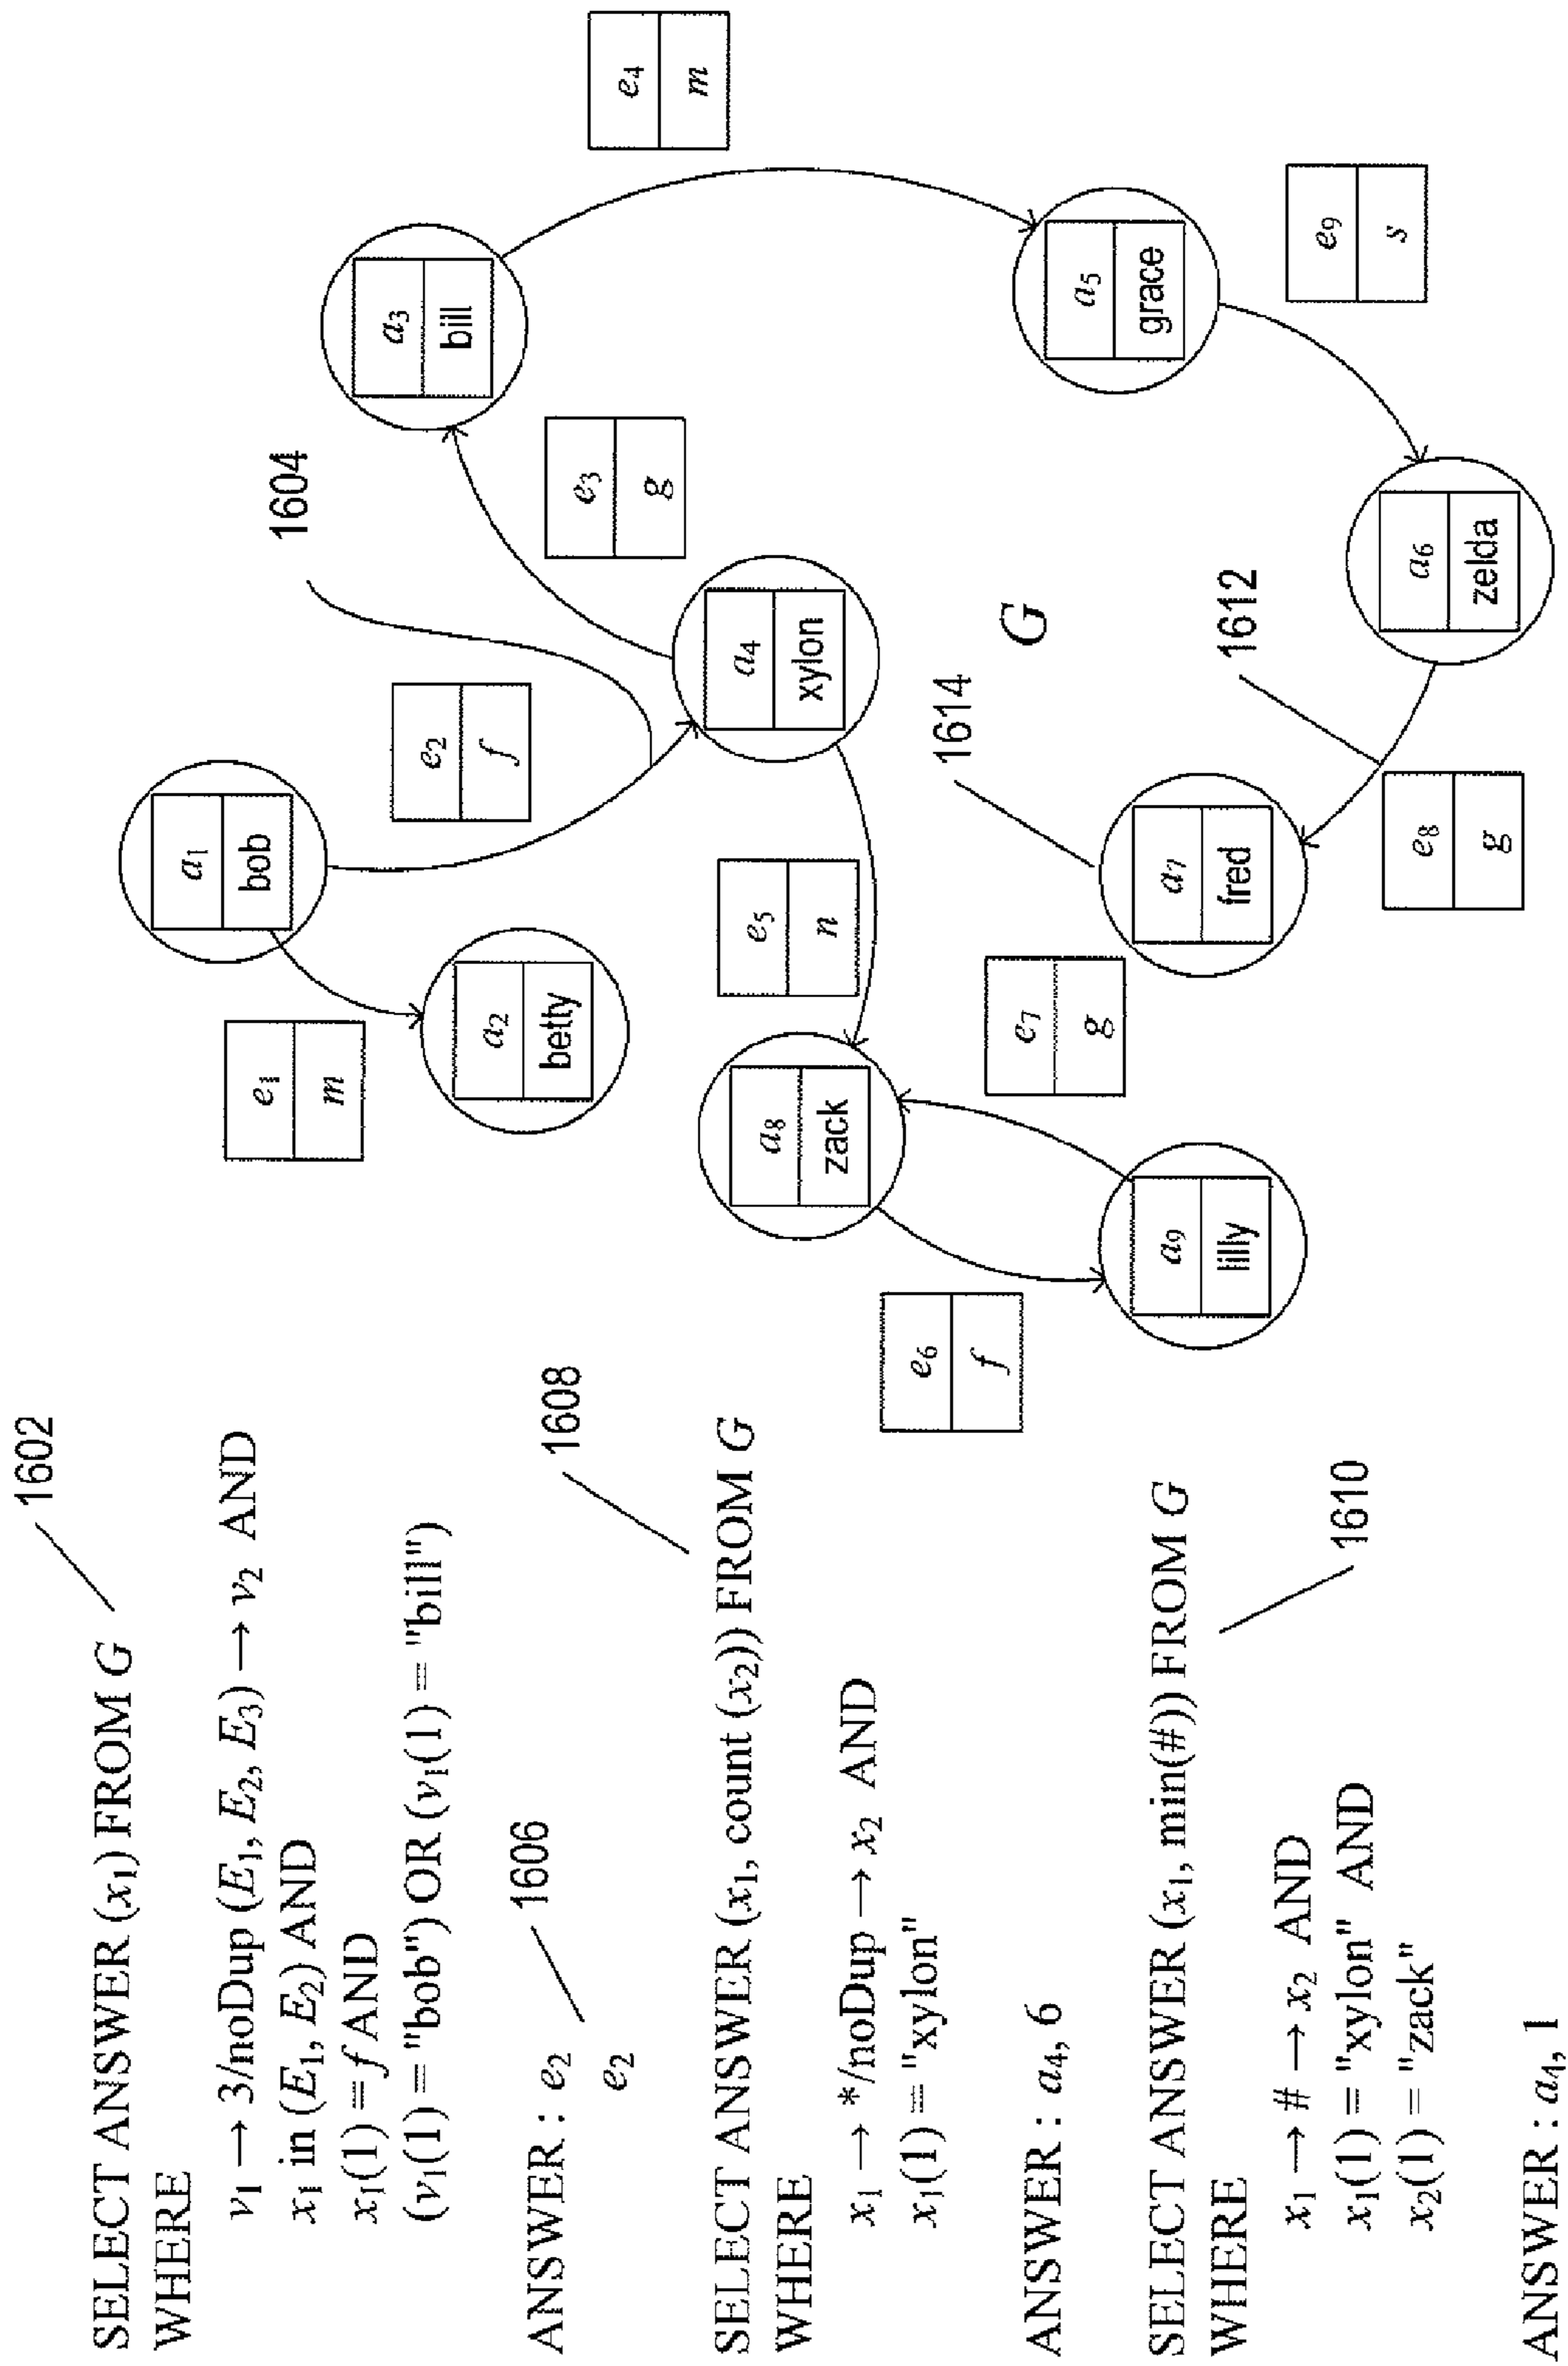 1602
SELECT ANSWER (x₁) FROM G
WHERE
v₁ → 3/noDup (E₁, E₂, E₃) → v₂ AND
x₁ in (E₁, E₂) AND
x₁(1) = f AND
(v₁(1) = "bob") OR (v₁(1) = "bill")
ANSWER : e₂
e₂
1606
1608
SELECT ANSWER (x₁, count (x₂)) FROM G
WHERE
x₁ → */noDup → x₂ AND
x₁(1) = "xylon"
ANSWER : a₄, 6
SELECT ANSWER (x₁, min(#)) FROM G
WHERE
x₁ → # → x₂ AND
x₁(1) = "xylon" AND
x₂(1) = "zack"
1610
ANSWER : a₄, 1
a₁
bob
e₁
m
a₂
betty
e₂
f
1604
a₃
bill
e₃
g
e₄
m
a₄
xylon
e₅
n
a₈
zack
e₆
f
e₇
g
a₉
lilly
G
1614
a₇
fred
1612
e₈
g
a₅
grace
e₉
s
a₆
zelda